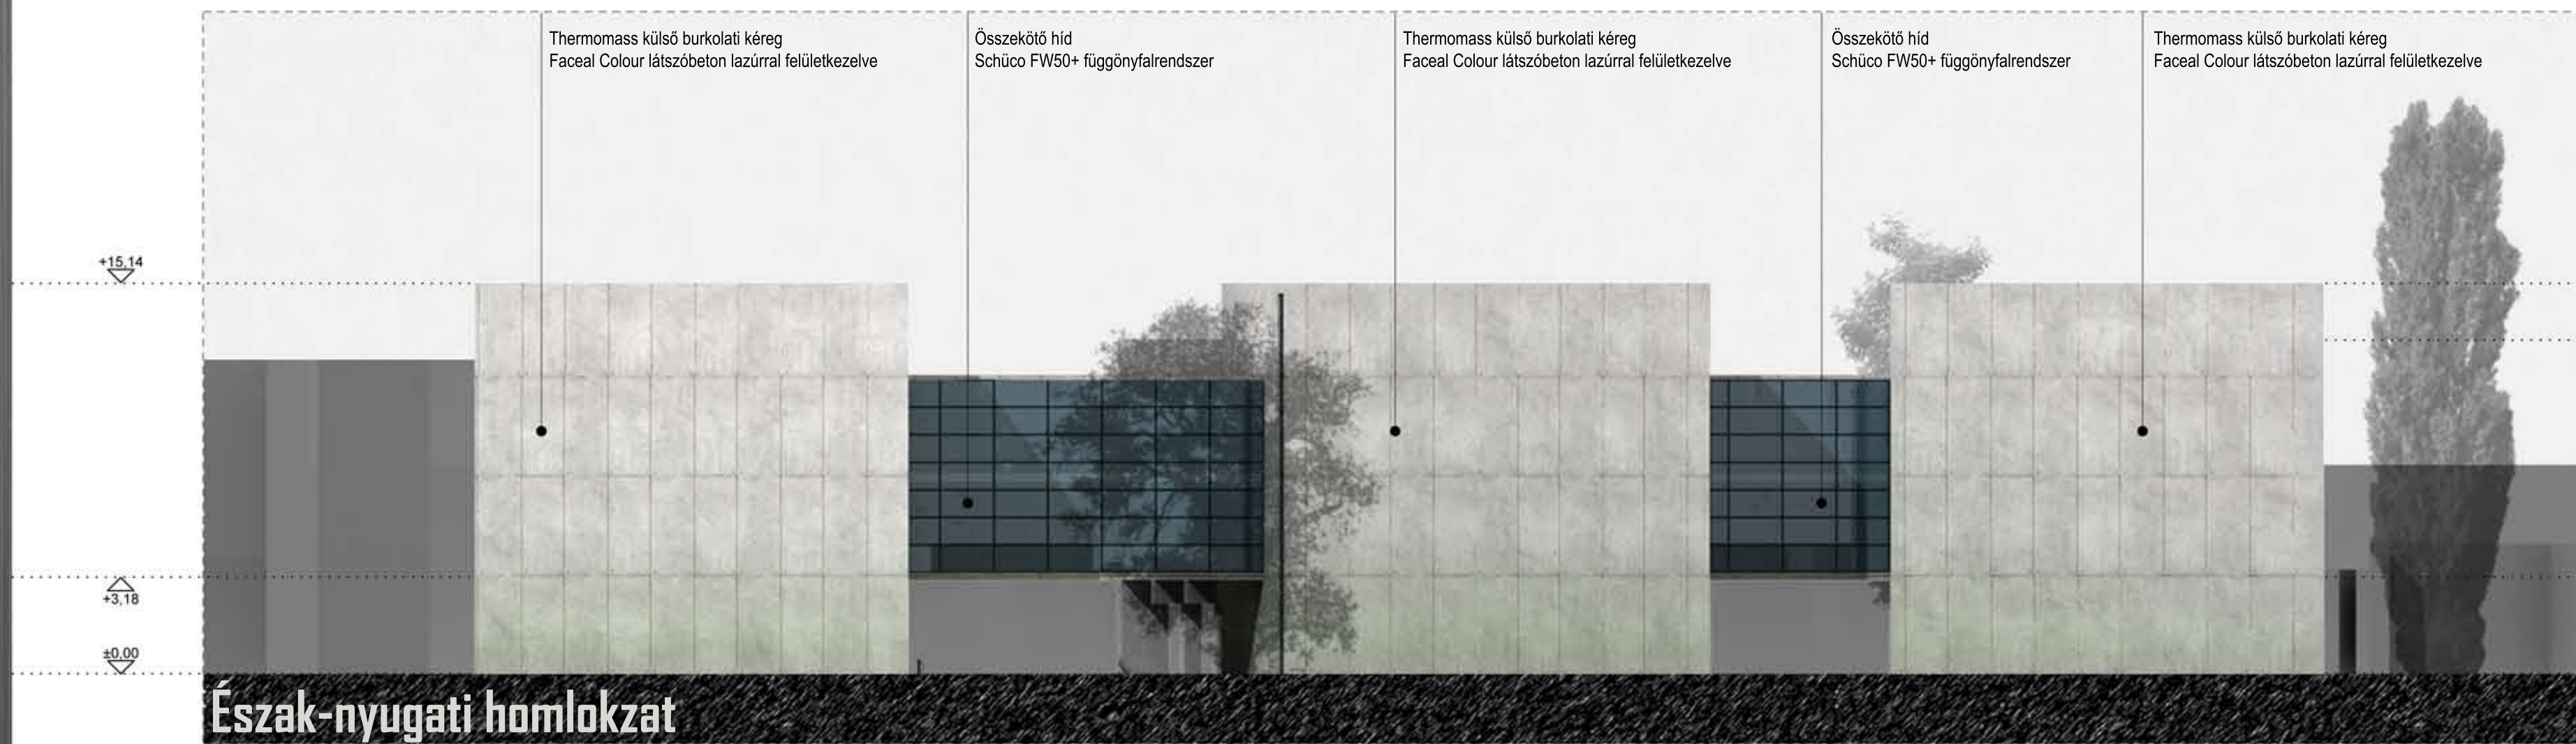 Thermomass külső burkolati kéreg
Faceal Colour látszóbeton lazúrral felületkezelve
Összekötő híd
Schüco FW50+ függönyfalrendszer
Thermomass külső burkolati kéreg
Faceal Colour látszóbeton lazúrral felületkezelve
Összekötő híd
Schüco FW50+ függönyfalrendszer
Thermomass külső burkolati kéreg
Faceal Colour látszóbeton lazúrral felületkezelve
+15,14
+3,18
±0,00
Észak-nyugati homlokzat